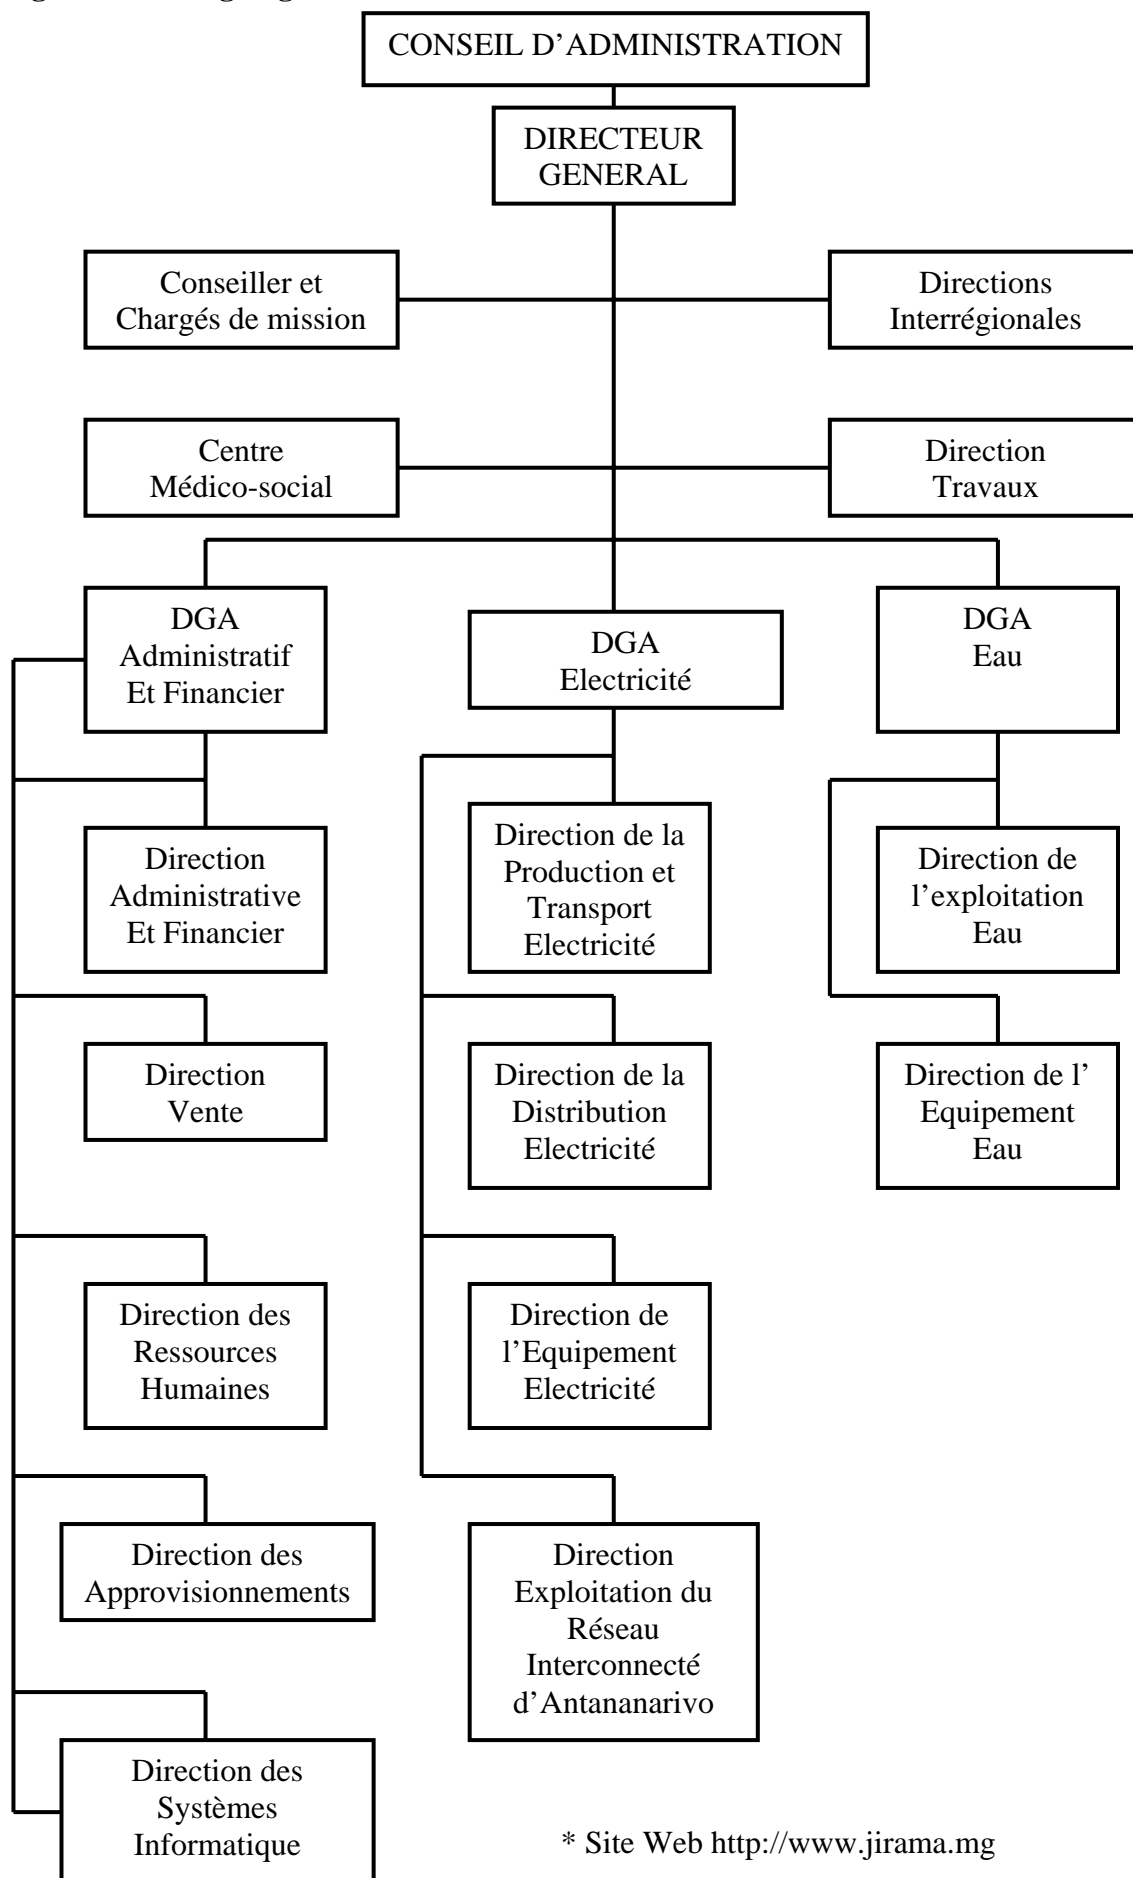 CONSEIL D’ADMINISTRATION
DIRECTEUR
GENERAL
Conseiller et
Chargés de mission
Directions
Interrégionales
Centre
Médico-social
Direction
Travaux
DGA
Administratif
Et Financier
DGA
Electricité
DGA
Eau
Direction
Administrative
Et Financier
Direction de la
Production et
Transport
Electricité
Direction de
l’exploitation
Eau
Direction
Vente
Direction de la
Distribution
Electricité
Direction de l’
Equipement
Eau
Direction des
Ressources
Humaines
Direction de
l’Equipement
Electricité
Direction des
Approvisionnements
Direction
Exploitation du
Réseau
Interconnecté
d’Antananarivo
Direction des
Systèmes
Informatique
* Site Web http://www.jirama.mg